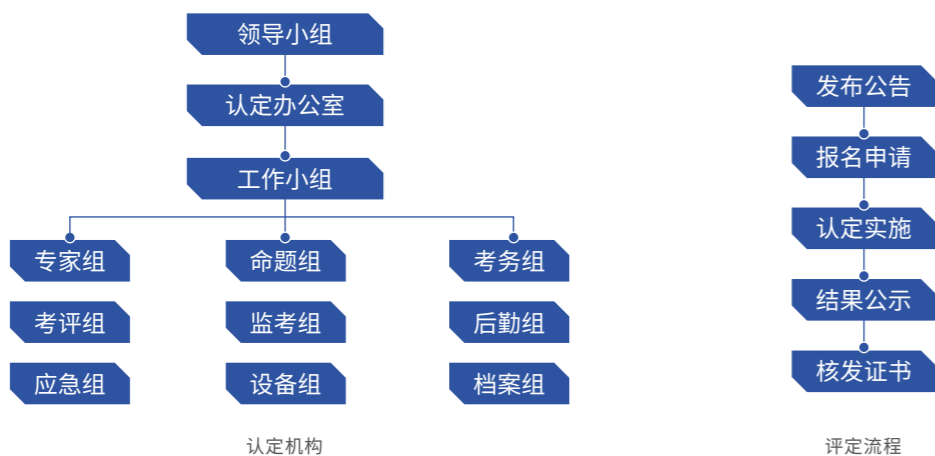 领导小组
认定办公室
工作小组
专家组
命题组
考务组
考评组
监考组
后勤组
应急组
设备组
档案组
认定机构
发布公告
报名申请
认定实施
结果公示
核发证书
评定流程